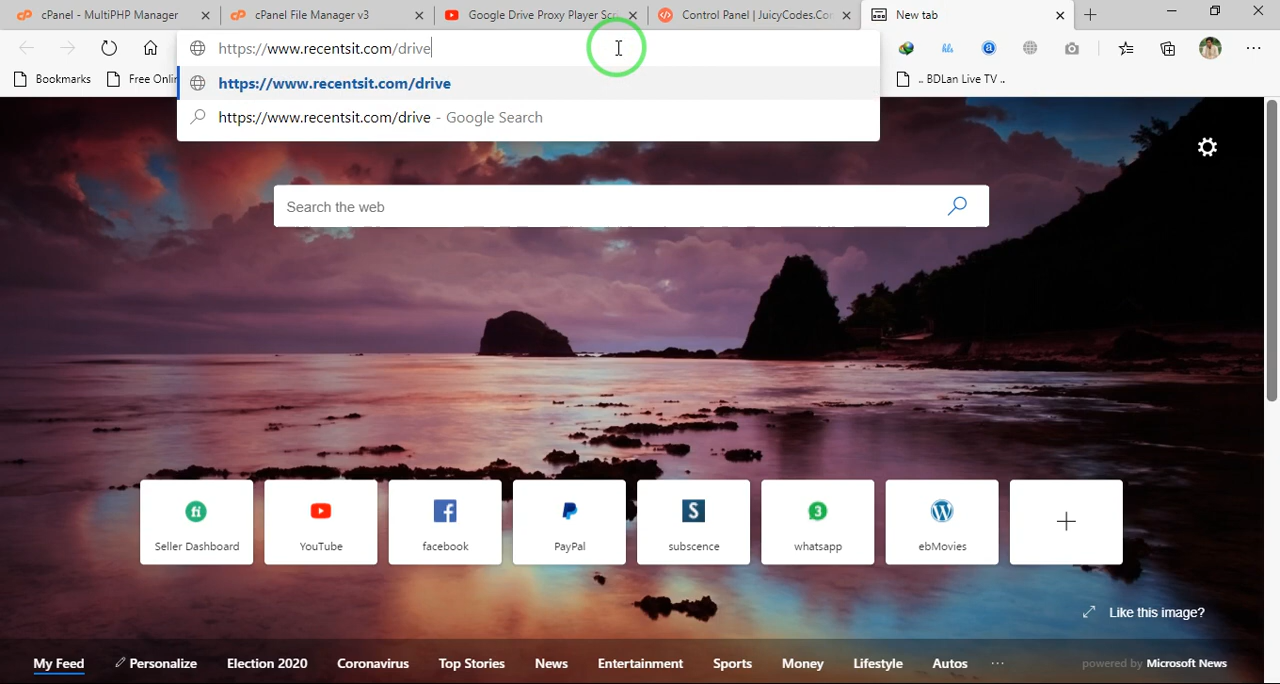 cPanel - MultiPHP Manager
cPanel File Manager v3
Google Drive Proxy Player Scr
Control Panel | JuicyCodes.Com
New tab
https://www.recentsit.com/drive
Bookmarks
Free Onlin
.. BDLan Live TV ..
https://www.recentsit.com/drive
https://www.recentsit.com/drive - Google Search
Search the web
Seller Dashboard
YouTube
facebook
PayPal
subscence
3
whatsapp
ebMovies
Like this image?
My Feed
Personalize
Election 2020
Coronavirus
Top Stories
News
Entertainment
Sports
Money
Lifestyle
Autos
powered by Microsoft News